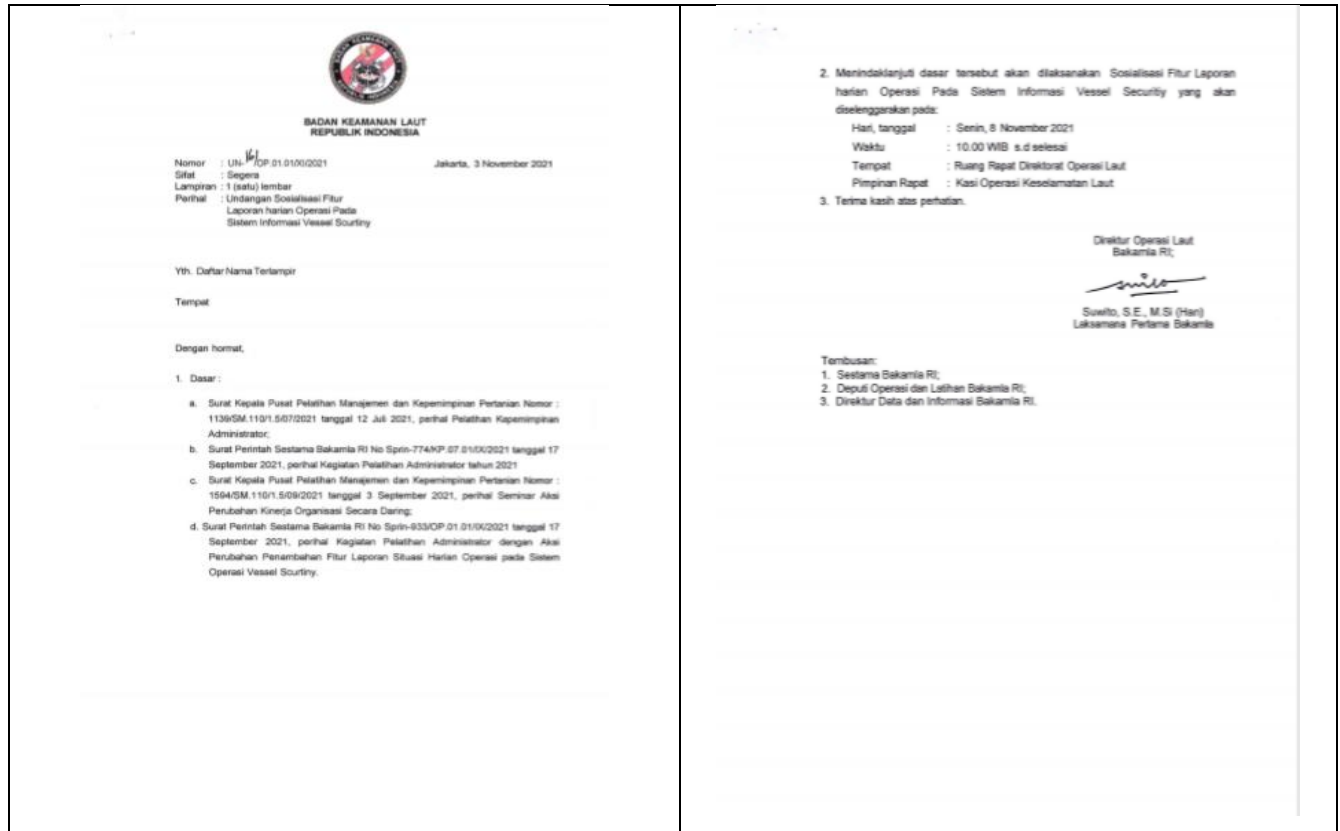 BADAN KEAMANAN LAUT
REPUBLIK INDONESIA
Nomor : UN-161/OP.01.01/XI/2021 Jakarta, 3 November 2021
Sifat : Segera
Lampiran : 1 (satu) lembar
Perihal : Undangan Sosialisasi Fitur
Laporan harian Operasi Pada
Sistem Informasi Vessel Scurtiny
Yth. Daftar Nama Terlampir
Tempat
Dengan hormat,
1. Dasar :
a. Surat Kepala Pusat Pelatihan Manajemen dan Kepemimpinan Pertanian Nomor :
1139/SM.110/1.5/07/2021 tanggal 12 Juli 2021, perihal Pelatihan Kepemimpinan
Administrator;
b. Surat Perintah Sestama Bakamla RI No Sprin-774/KP.07.01/IX/2021 tanggal 17
September 2021, perihal Kegiatan Pelatihan Administrator tahun 2021
c. Surat Kepala Pusat Pelatihan Manajemen dan Kepemimpinan Pertanian Nomor :
1594/SM.110/1.5/09/2021 tanggal 3 September 2021, perihal Seminar Aksi
Perubahan Kinerja Organisasi Secara Daring;
d. Surat Perintah Sestama Bakamla RI No Sprin-933/OP.01.01/IX/2021 tanggal 17
September 2021, perihal Kegiatan Pelatihan Administrator dengan Aksi
Perubahan Penambahan Fitur Laporan Situasi Harian Operasi pada Sistem
Operasi Vessel Scurtiny.
2. Menindaklanjuti dasar tersebut akan dilaksanakan Sosialisasi Fitur Laporan
harian Operasi Pada Sistem Informasi Vessel Securitiy yang akan
diselenggarakan pada:
Hari, tanggal : Senin, 8 November 2021
Waktu : 10.00 WIB s.d selesai
Tempat : Ruang Rapat Direktorat Operasi Laut
Pimpinan Rapat : Kasi Operasi Keselamatan Laut
3. Terima kasih atas perhatian.
Direktur Operasi Laut
Bakamla RI;
Suwito, S.E., M.Si (Han)
Laksamana Pertama Bakamla
Tembusan:
1. Sestama Bakamla RI;
2. Deputi Operasi dan Latihan Bakamla RI;
3. Direktur Data dan Informasi Bakamla RI.